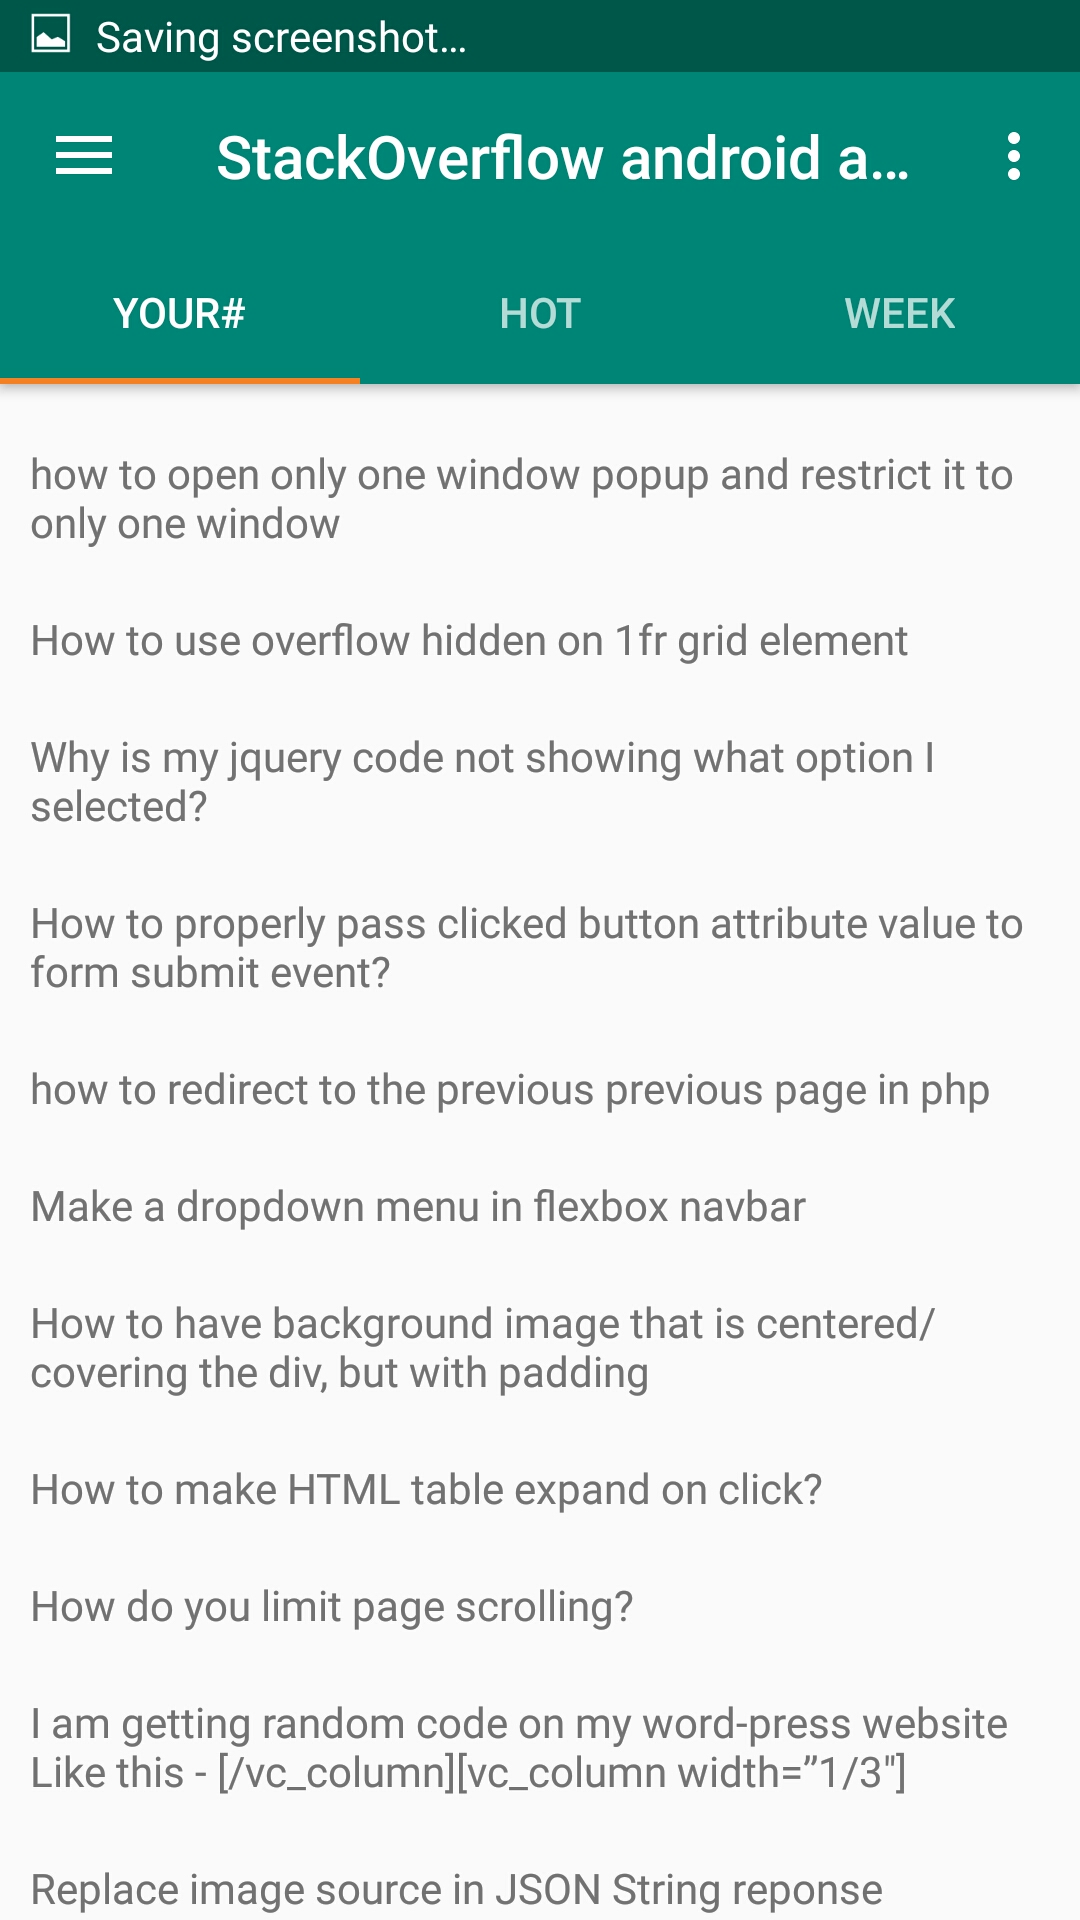 Saving screenshot...
StackOverflow android a...
YOUR#
HOT
WEEK
how to open only one window popup and restrict it to
only one window
How to use overflow hidden on 1fr grid element
Why is my jquery code not showing what option I
selected?
How to properly pass clicked button attribute value to
form submit event?
how to redirect to the previous previous page in php
Make a dropdown menu in flexbox navbar
How to have background image that is centered/
covering the div, but with padding
How to make HTML table expand on click?
How do you limit page scrolling?
I am getting random code on my word-press website
Like this - [/vc_column][vc_column width=”1/3"]
Replace image source in JSON String reponse